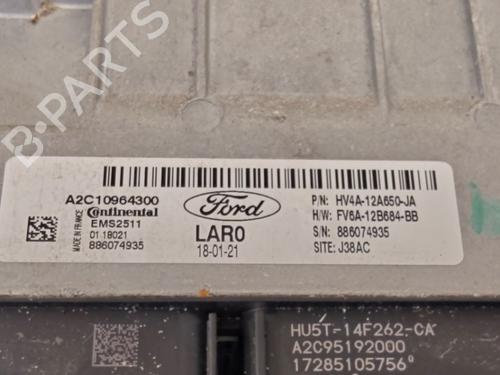 B-Parts
A2C10964300
Continental
EMS2511
01.18021
886074935
MADE IN FRANCE
Ford
LAR0
18-01-21
P/N: HV4A-12A650-JA
H/W: FV6A-12B684-BB
S/N: 886074935
SITE: J38AC
HU5T-14F262-CA
A2C95192000
17285105756